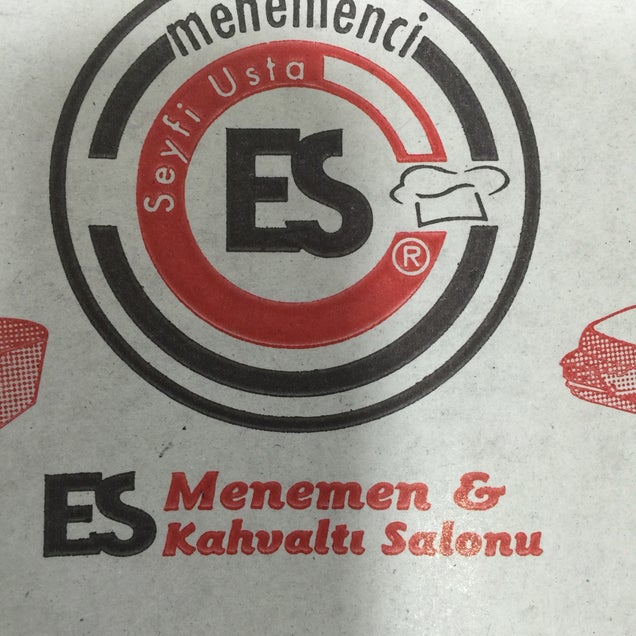 menemenci
Seyfi Usta
ES
®
ES Menemen &
Kahvaltı Salonu